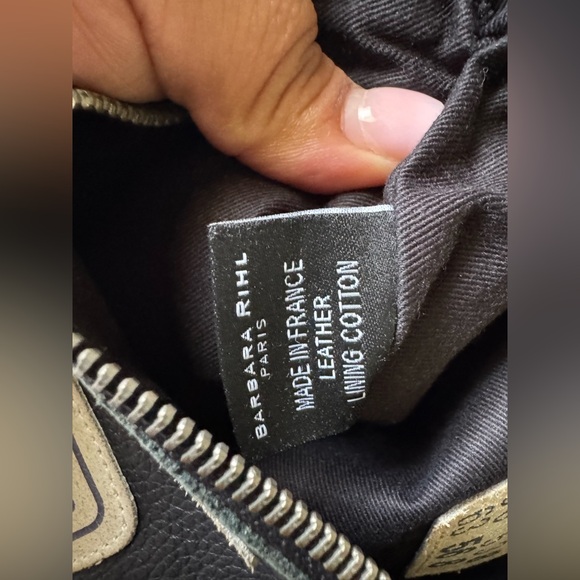 BARBARA RIHL
PARIS
MADE IN FRANCE
LEATHER
LINING COTTON